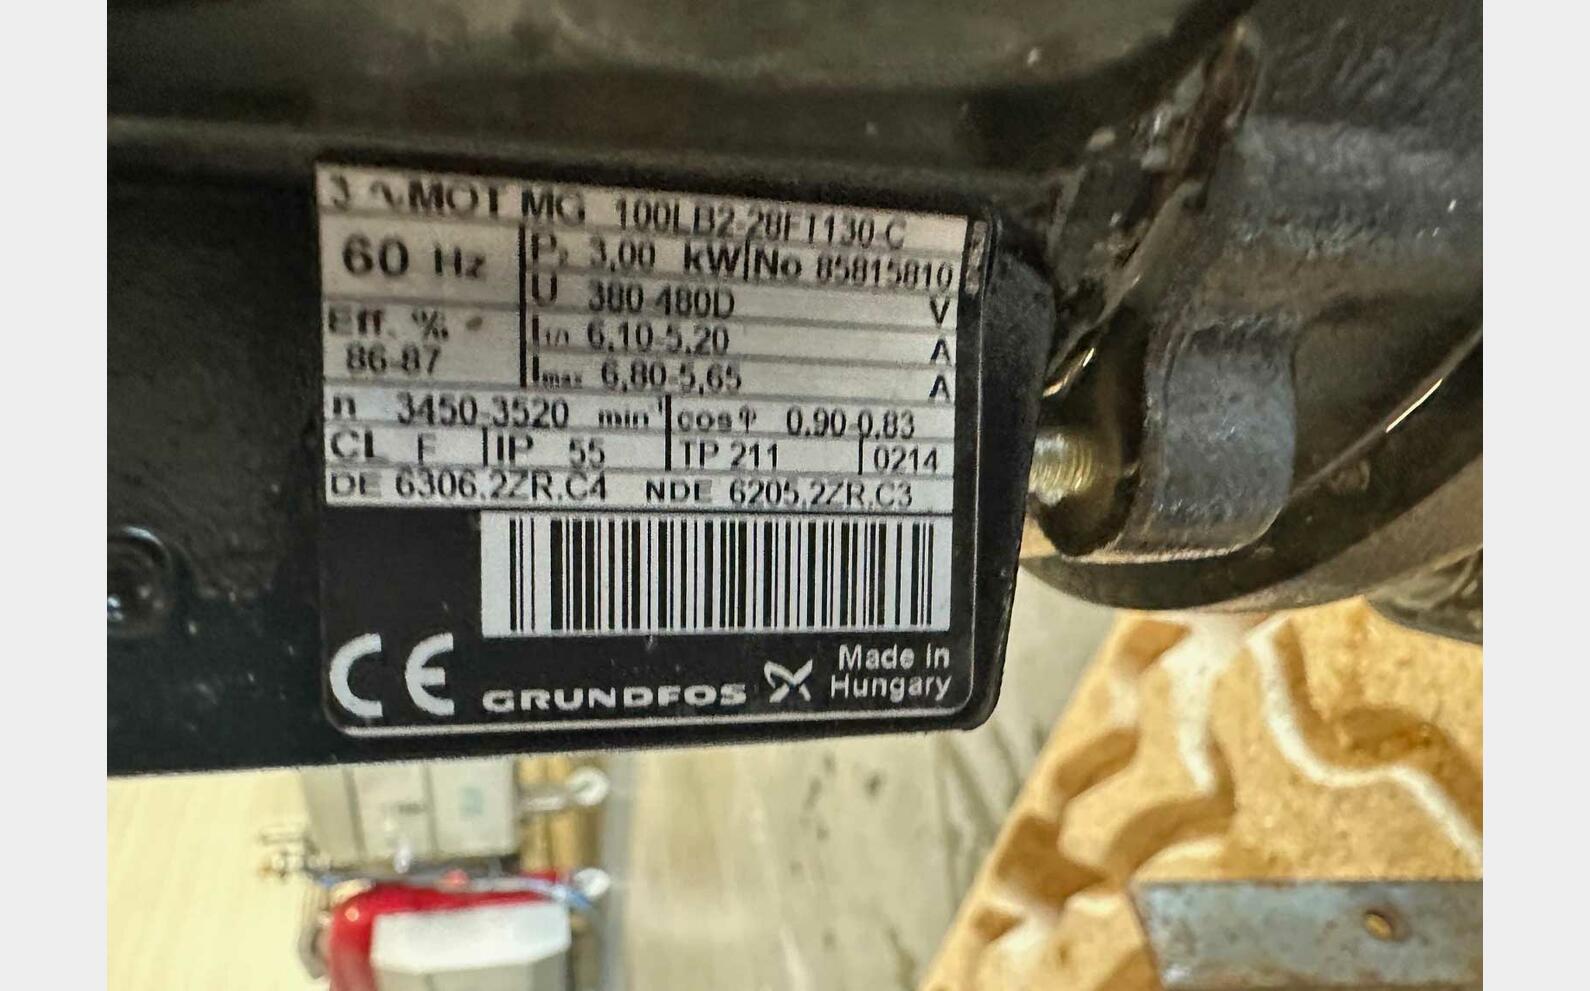 3 ~MOT MG 100LB2-28FT130-C
60 Hz
P2 3,00 kW No 85815810
U 380-480D V
Eff. %
86-87
I1/1 6,10-5,20 A
Imax 6,80-5,65 A
n 3450-3520 min-1 cosφ 0,90-0,83
CL F IP 55 TP 211 0214
DE 6306.2ZR.C4 NDE 6205.2ZR.C3
CE GRUNDFOS Made in
Hungary